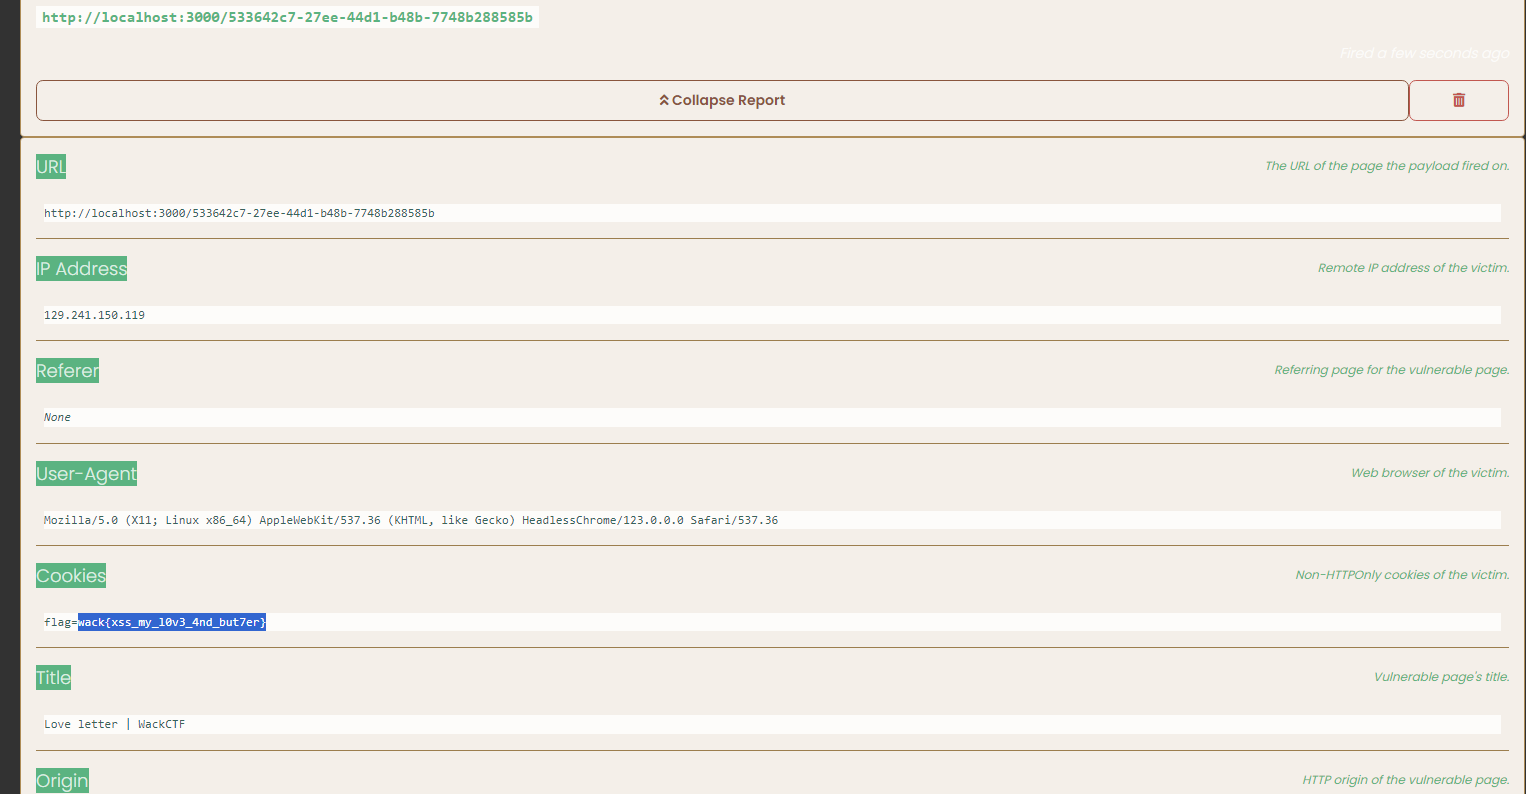 http://localhost:3000/533642c7-27ee-44d1-b48b-7748b288585b
Fired a few seconds ago
Collapse Report
URL
The URL of the page the payload fired on.
http://localhost:3000/533642c7-27ee-44d1-b48b-7748b288585b
IP Address
Remote IP address of the victim.
129.241.150.119
Referer
Referring page for the vulnerable page.
None
User-Agent
Web browser of the victim.
Mozilla/5.0 (X11; Linux x86_64) AppleWebKit/537.36 (KHTML, like Gecko) HeadlessChrome/123.0.0.0 Safari/537.36
Cookies
Non-HTTPOnly cookies of the victim.
flag=wack{xss_my_l0v3_4nd_but7er}
Title
Vulnerable page's title.
Love letter | WackCTF
Origin
HTTP origin of the vulnerable page.